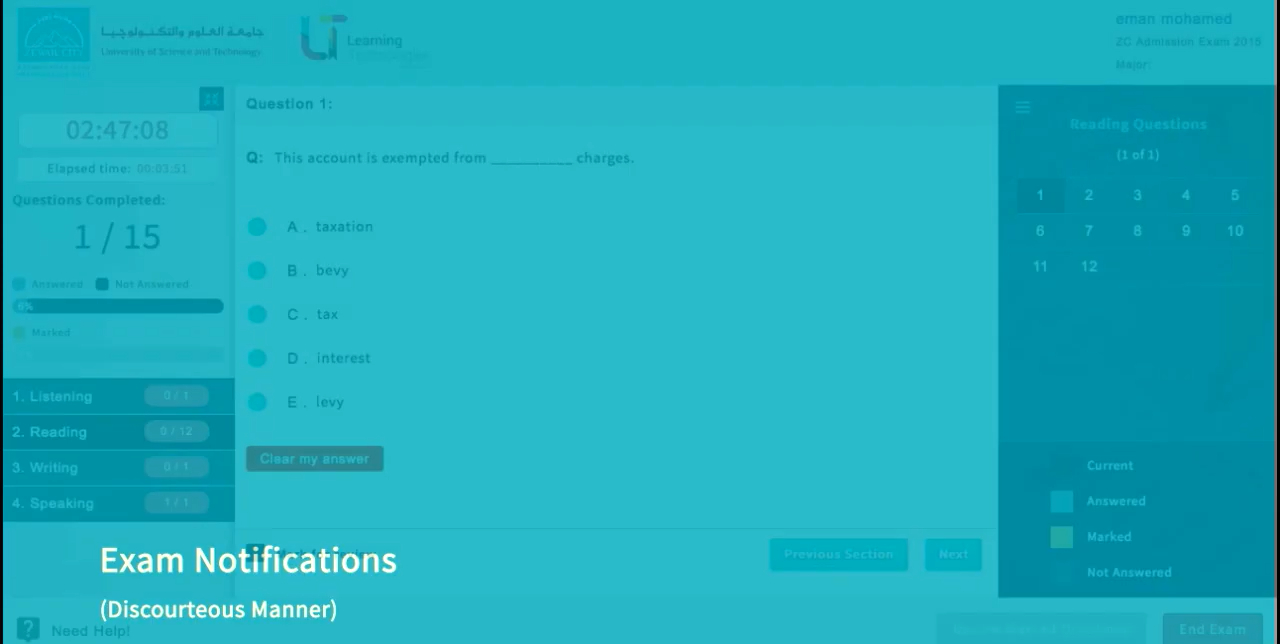 جامعة العلوم والتكنولوجيا
University of Science and Technology
Learning
Technologies
eman mohamed
ZC Admission Exam 2015
Major:
02:47:08
Elapsed time: 00:03:51
Questions Completed:
1 / 15
Answered
Not Answered
6%
Marked
1. Listening 0 / 1
2. Reading 0 / 12
3. Writing 0 / 1
4. Speaking 1 / 1
Question 1:
Q: This account is exempted from __________ charges.
A . taxation
B . bevy
C . tax
D . interest
E . levy
Clear my answer
Previous Section
Next
Reading Questions
(1 of 1)
1 2 3 4 5
6 7 8 9 10
11 12
Current
Answered
Marked
Not Answered
Exam Notifications
(Discourteous Manner)
Need Help!
End Exam